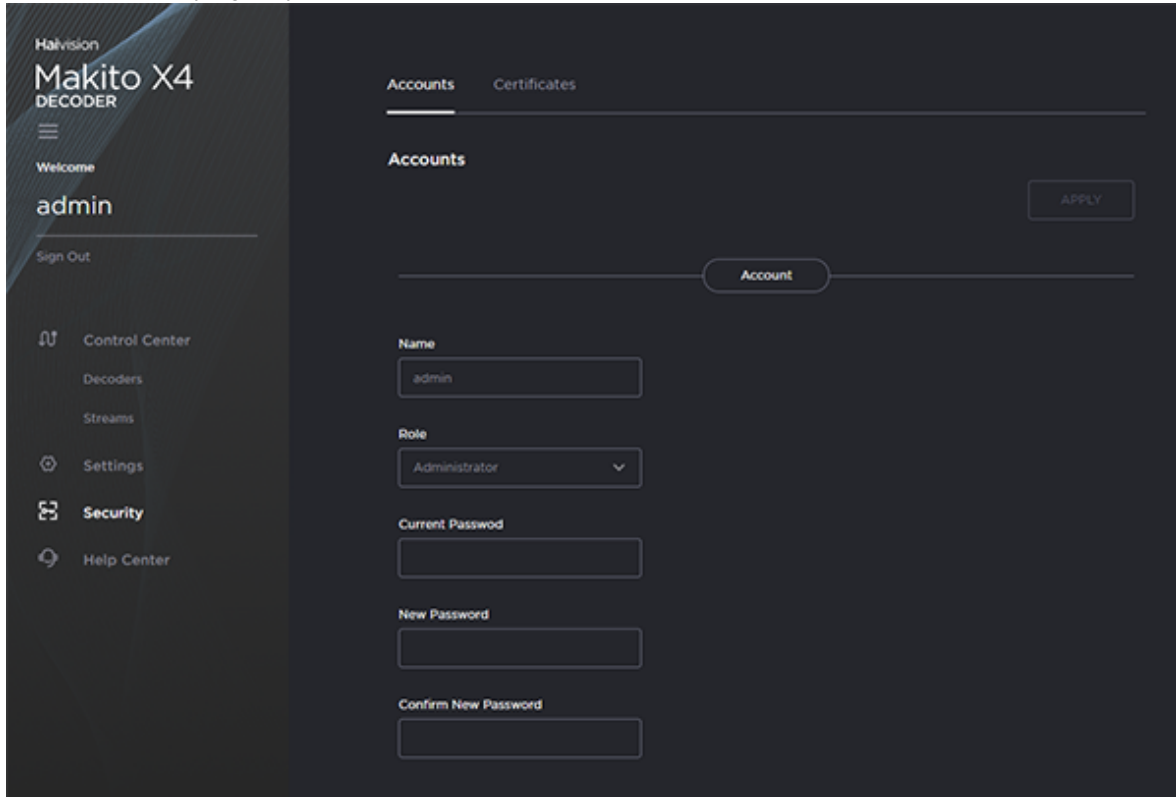 Haivision
Makito X4
DECODER
Welcome
admin
Sign Out
Control Center
Decoders
Streams
Settings
Security
Help Center
Accounts Certificates
Accounts
APPLY
Account
Name
admin
Role
Administrator
Current Passwod
New Password
Confirm New Password